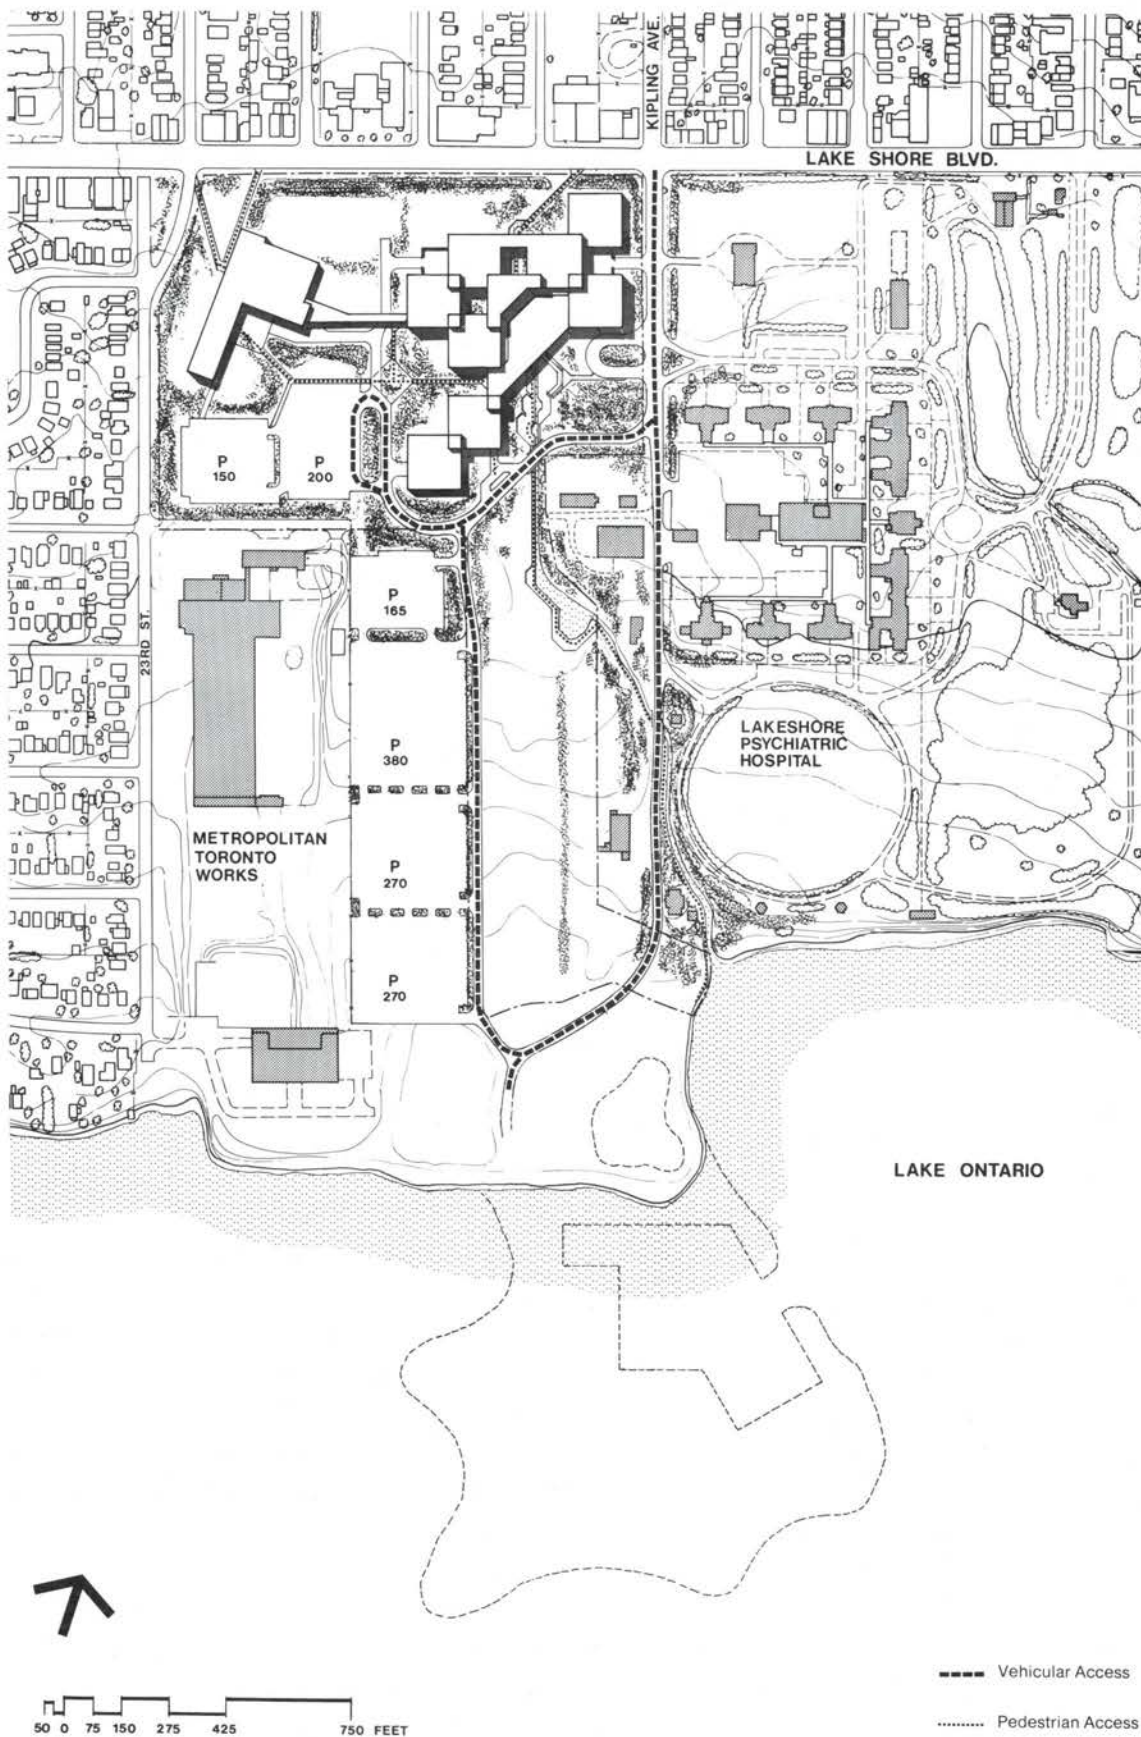 KIPLING AVE.
LAKE SHORE BLVD.
P
150
P
200
P
165
23RD ST.
P
380
LAKESHORE
PSYCHIATRIC
HOSPITAL
METROPOLITAN
TORONTO
WORKS
P
270
P
270
LAKE ONTARIO
Vehicular Access
50 0 75 150 275 425 750 FEET
Pedestrian Access